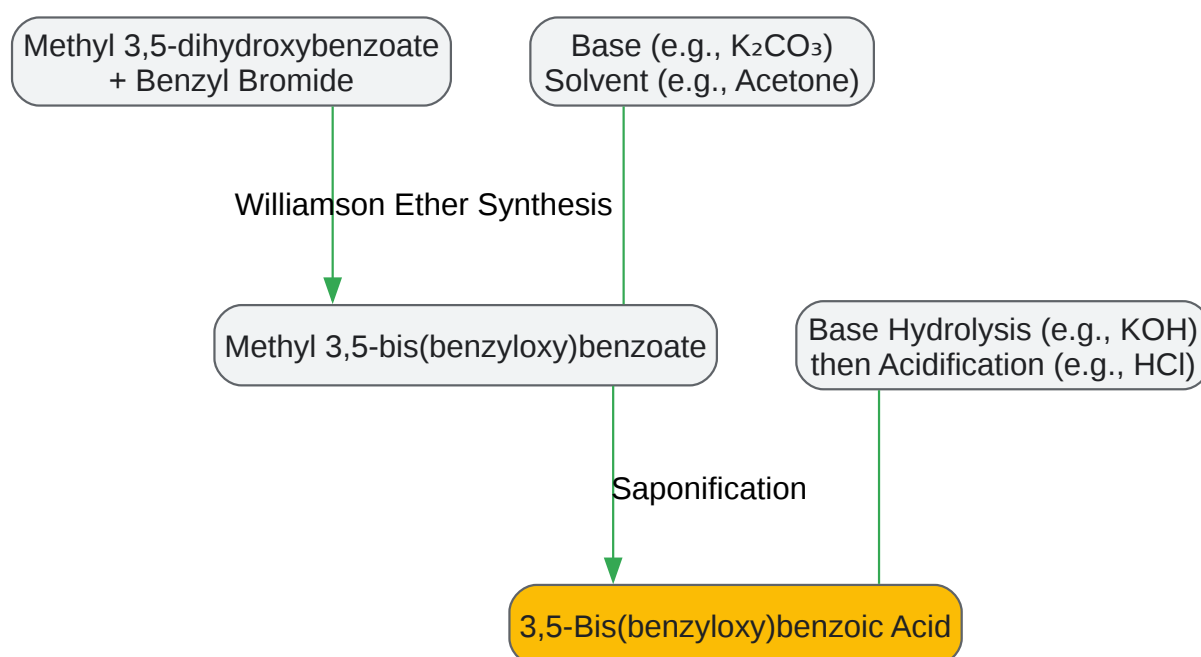 Methyl 3,5-dihydroxybenzoate
+ Benzyl Bromide
Base (e.g., K₂CO₃)
Solvent (e.g., Acetone)
Williamson Ether Synthesis
Methyl 3,5-bis(benzyloxy)benzoate
Base Hydrolysis (e.g., KOH)
then Acidification (e.g., HCl)
Saponification
3,5-Bis(benzyloxy)benzoic Acid